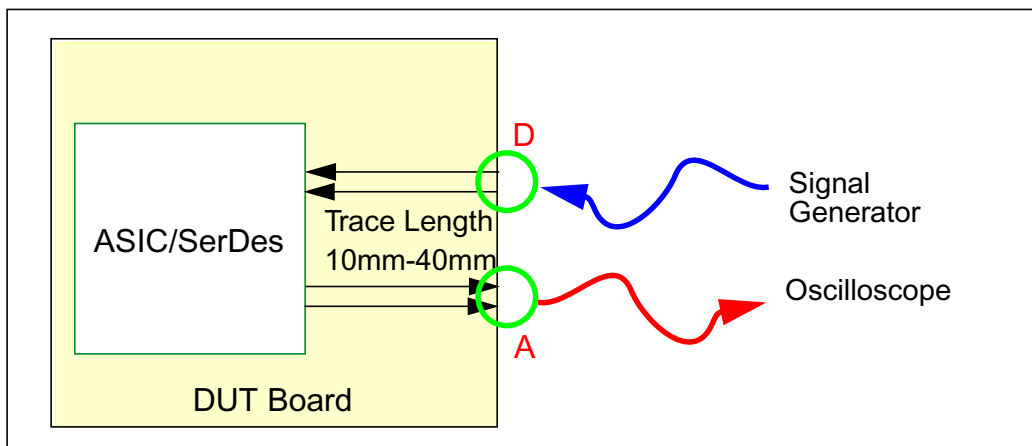 D
Signal
Generator
Trace Length
10mm-40mm
ASIC/SerDes
Oscilloscope
A
DUT Board